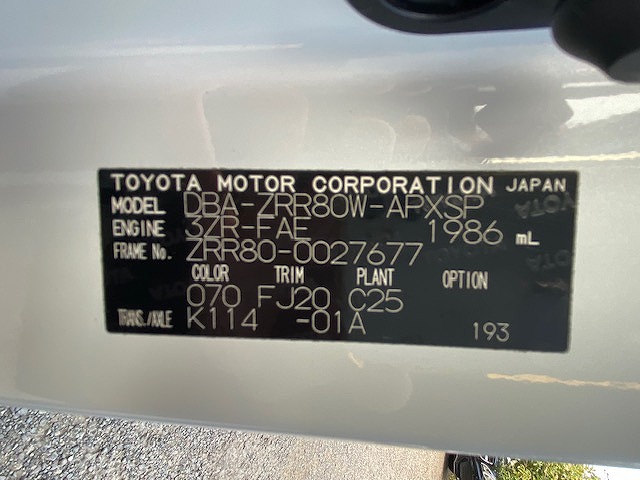 TOYOTA MOTOR CORPORATION JAPAN
MODEL DBA-ZRR80W-APXSP
ENGINE 3ZR-FAE 1986 mL
FRAME No. ZRR80-0027677
COLOR TRIM PLANT OPTION
070 FJ20 C25
TRANS./AXLE K114 -01A 193